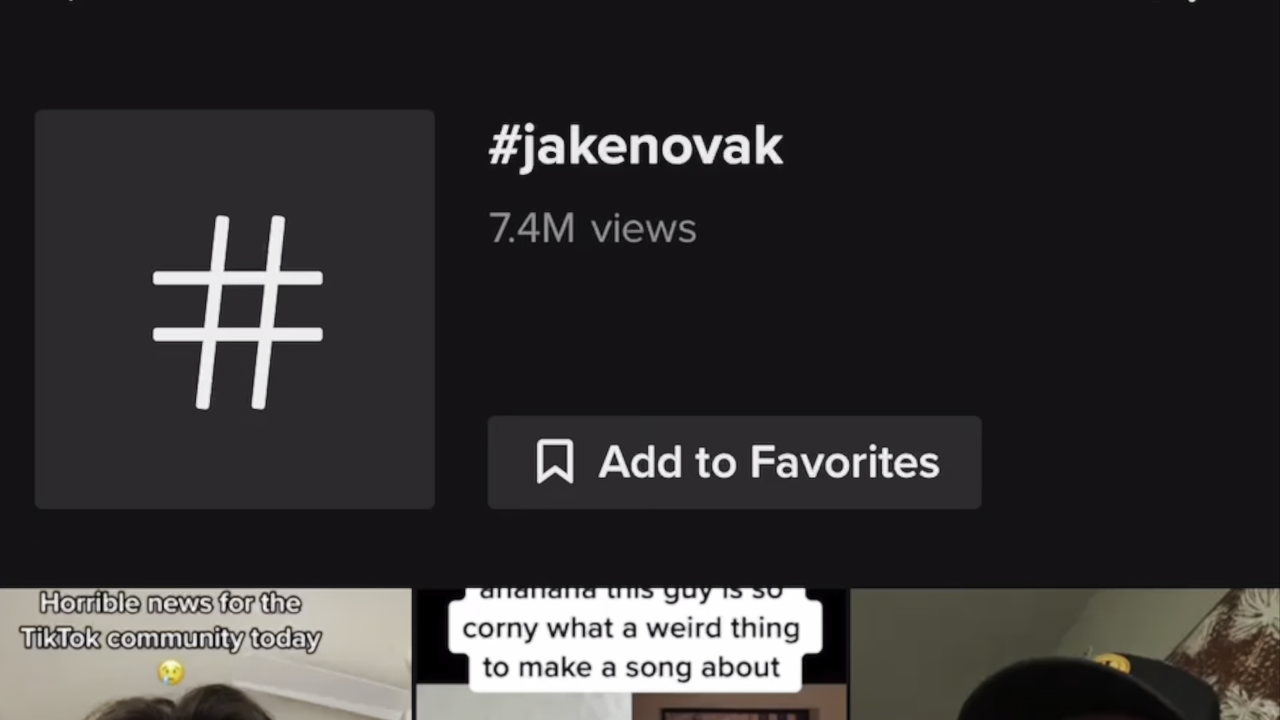 #jakenovak
7.4M views
Add to Favorites
Horrible news for the
TikTok community today
this guy is so
corny what a weird thing
to make a song about